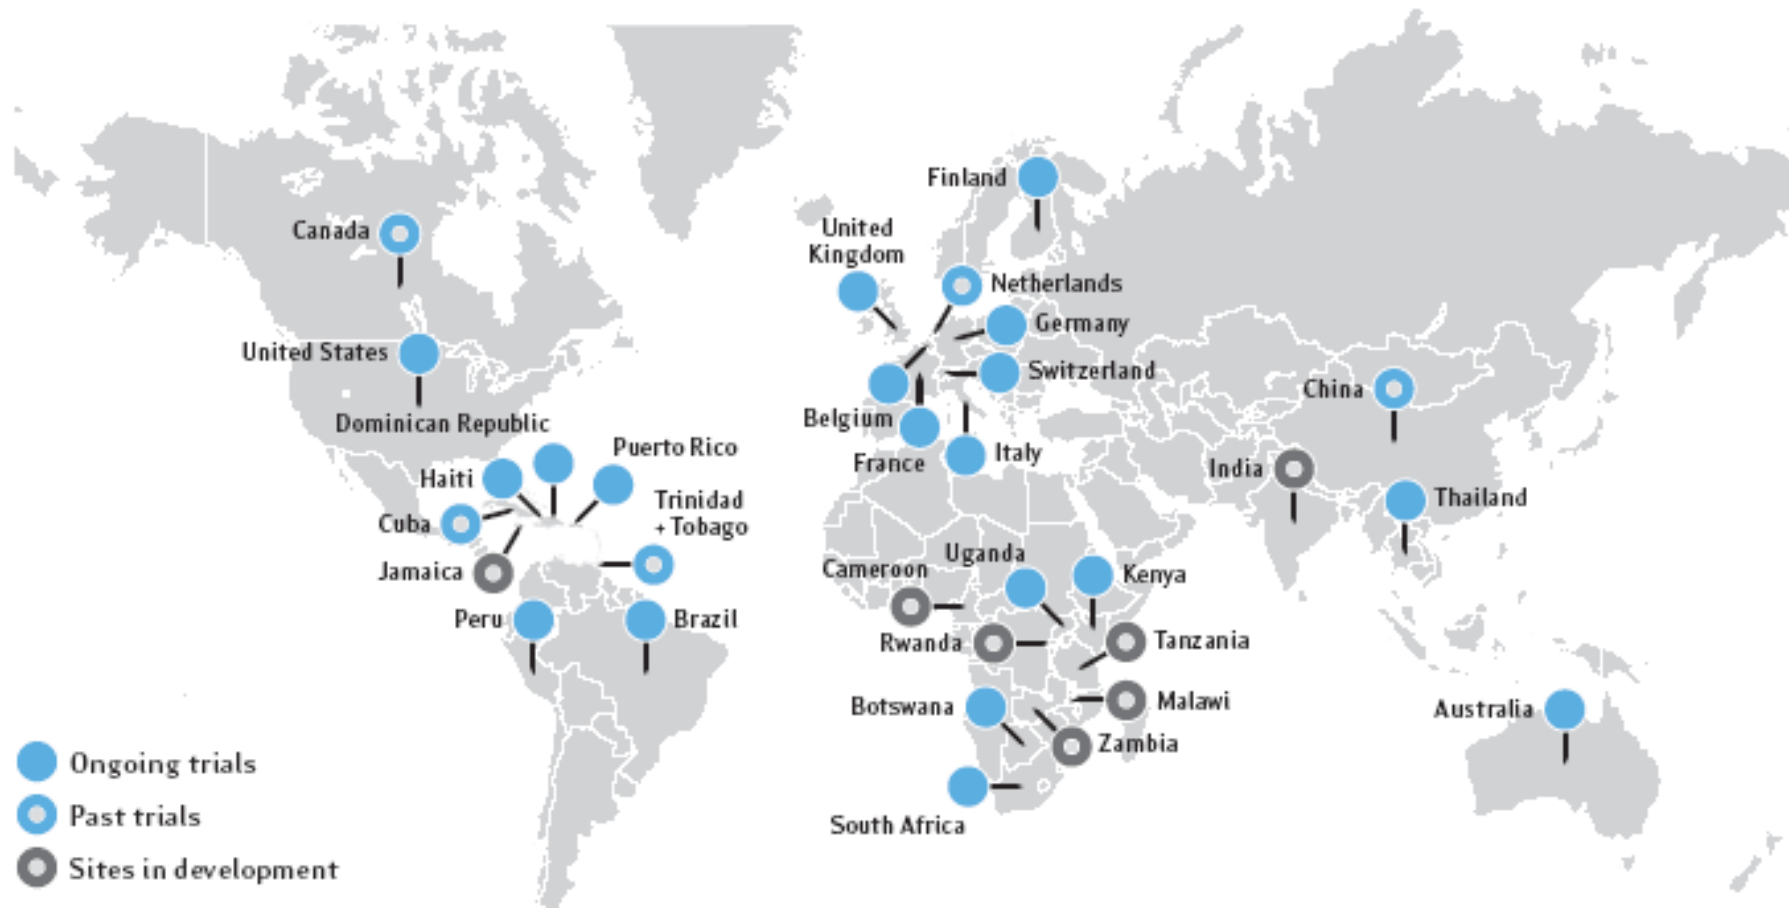 Finland
United
Kingdom
Canada
Netherlands
Germany
United States
Switzerland
China
Belgium
Dominican Republic
Puerto Rico
France
Italy
India
Haiti
Thailand
Trinidad
+ Tobago
Cuba
Uganda
Jamaica
Cameroon
Kenya
Peru
Brazil
Rwanda
Tanzania
Botswana
Malawi
Australia
Zambia
South Africa
Ongoing trials
Past trials
Sites in development